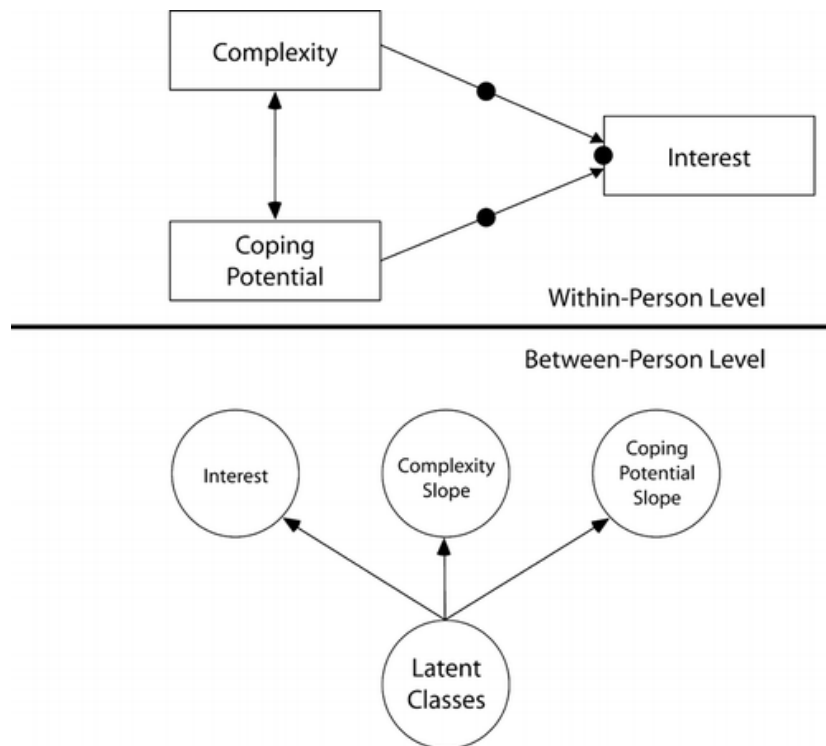 Complexity
Interest
Coping
Potential
Within-Person Level
Between-Person Level
Interest
Complexity
Slope
Coping
Potential
Slope
Latent
Classes